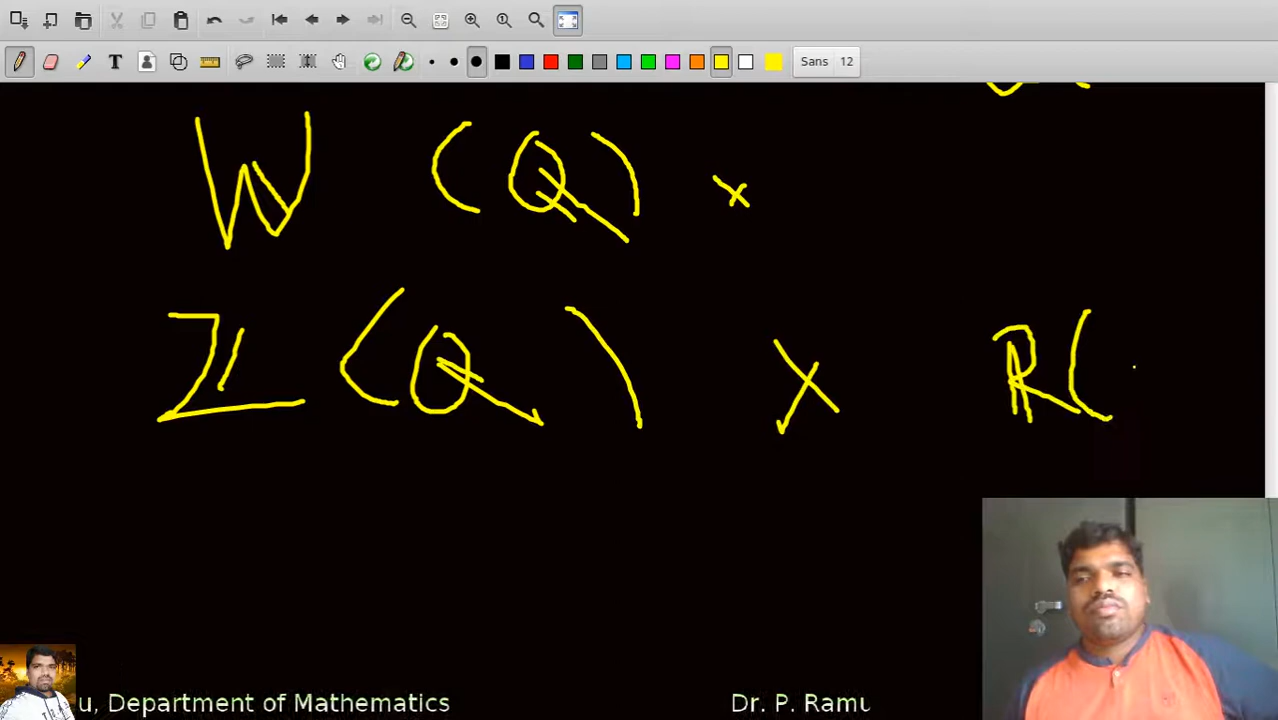 Sans 12
W (Q) x
ℤ (Q) x ℝ(
u, Department of Mathematics Dr. P. Ramu